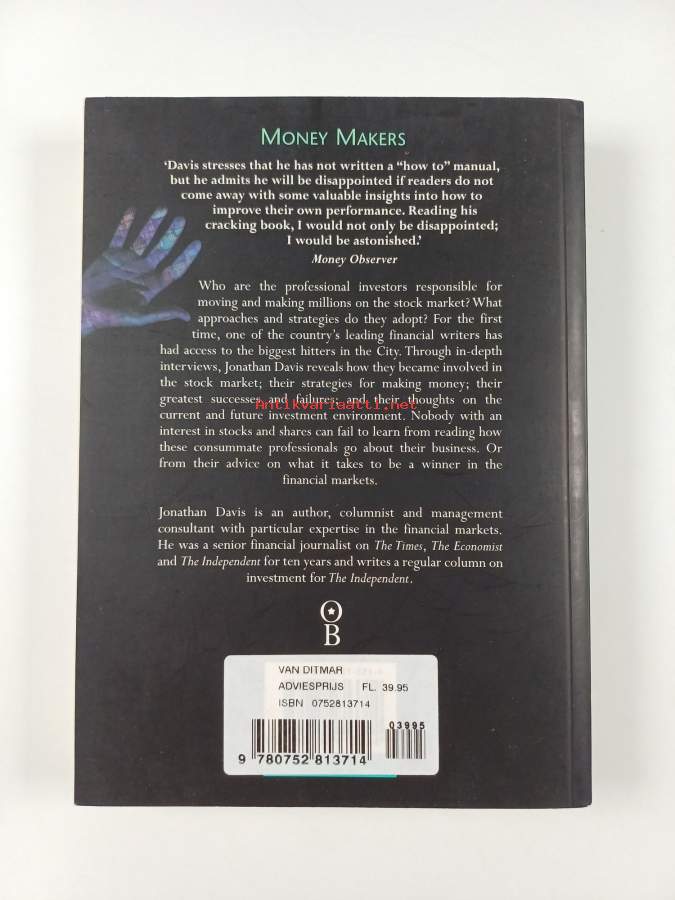 MONEY MAKERS
‘Davis stresses that he has not written a “how to” manual,
but he admits he will be disappointed if readers do not
come away with some valuable insights into how to
improve their own performance. Reading his
cracking book, I would not only be disappointed;
I would be astonished.’
Money Observer
Who are the professional investors responsible for
moving and making millions on the stock market? What
approaches and strategies do they adopt? For the first
time, one of the country's leading financial writers has
had access to the biggest hitters in the City. Through in-depth
interviews, Jonathan Davis reveals how they became involved in
the stock market; their strategies for making money; their
greatest successes and failures; and their thoughts on the
Antikvariaatti.net
current and future investment environment. Nobody with an
interest in stocks and shares can fail to learn from reading how
these consummate professionals go about their business. Or
from their advice on what it takes to be a winner in the
financial markets.
Jonathan Davis is an author, columnist and management
consultant with particular expertise in the financial markets.
He was a senior financial journalist on The Times, The Economist
and The Independent for ten years and writes a regular column on
investment for The Independent.
O
B
VAN DITMAR
ADVIESPRIJS FL. 39.95
ISBN 0752813714
03995
9 780752 813714